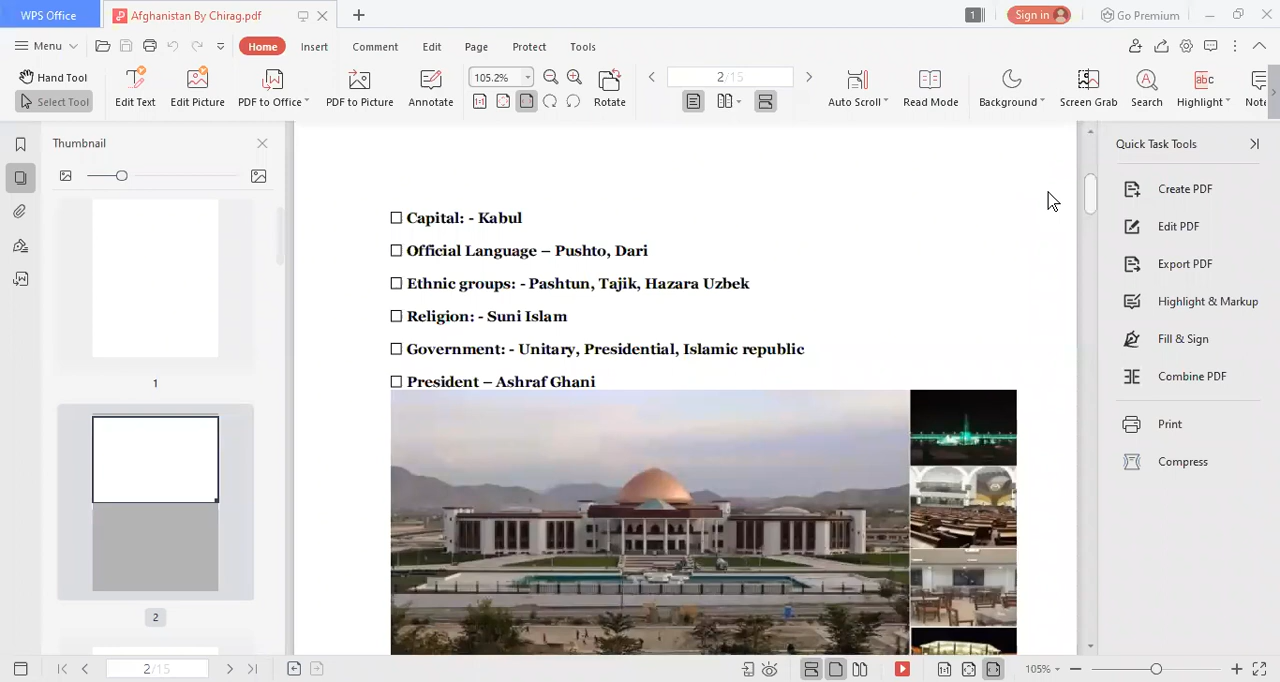 WPS Office
Afghanistan By Chirag.pdf
1
Sign in
Go Premium
Menu
Home
Insert
Comment
Edit
Page
Protect
Tools
Hand Tool
Select Tool
Edit Text
Edit Picture
PDF to Office
PDF to Picture
Annotate
105.2%
Rotate
2/15
Auto Scroll
Read Mode
Background
Screen Grab
Search
Highlight
Note
Thumbnail
1
2
Capital: - Kabul
Official Language – Pushto, Dari
Ethnic groups: - Pashtun, Tajik, Hazara Uzbek
Religion: - Suni Islam
Government: - Unitary, Presidential, Islamic republic
President – Ashraf Ghani
Quick Task Tools
Create PDF
Edit PDF
Export PDF
Highlight & Markup
Fill & Sign
Combine PDF
Print
Compress
2/15
105%